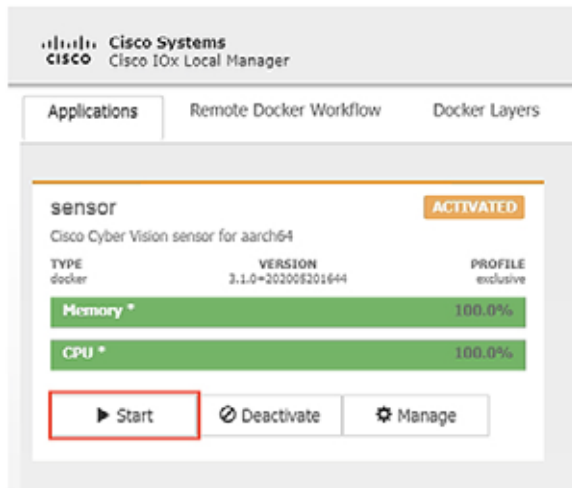 Cisco Systems
CISCO Cisco IOx Local Manager
Applications Remote Docker Workflow Docker Layers
sensor ACTIVATED
Cisco Cyber Vision sensor for aarch64
TYPE VERSION PROFILE
docker 3.1.0+202005201644 exclusive
Memory * 100.0%
CPU * 100.0%
Start Deactivate Manage